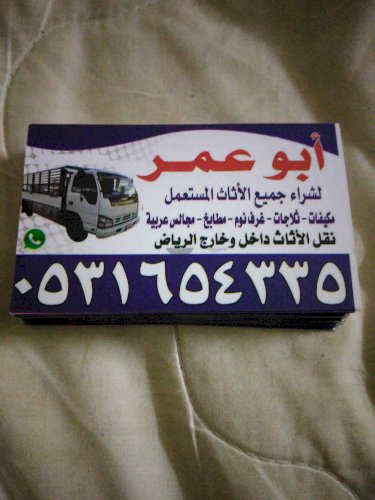 أبو عمر
لشراء جميع الأثاث المستعمل
مكيفات - ثلاجات - غرف نوم - مطابخ - مجالس عربية
نقل الأثاث داخل وخارج الرياض
٠٥٣١٦٥٤٣٣٥